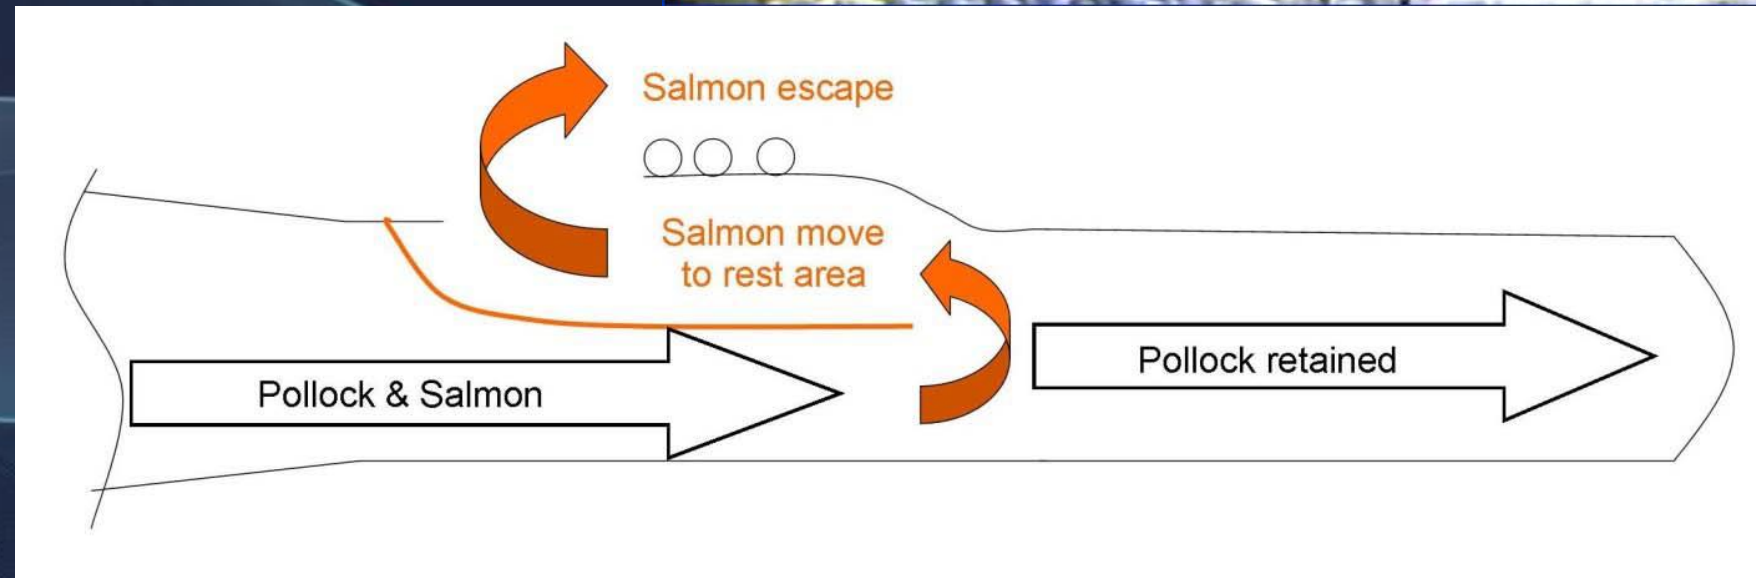 Salmon escape
Salmon move
to rest area
Pollock & Salmon
Pollock retained